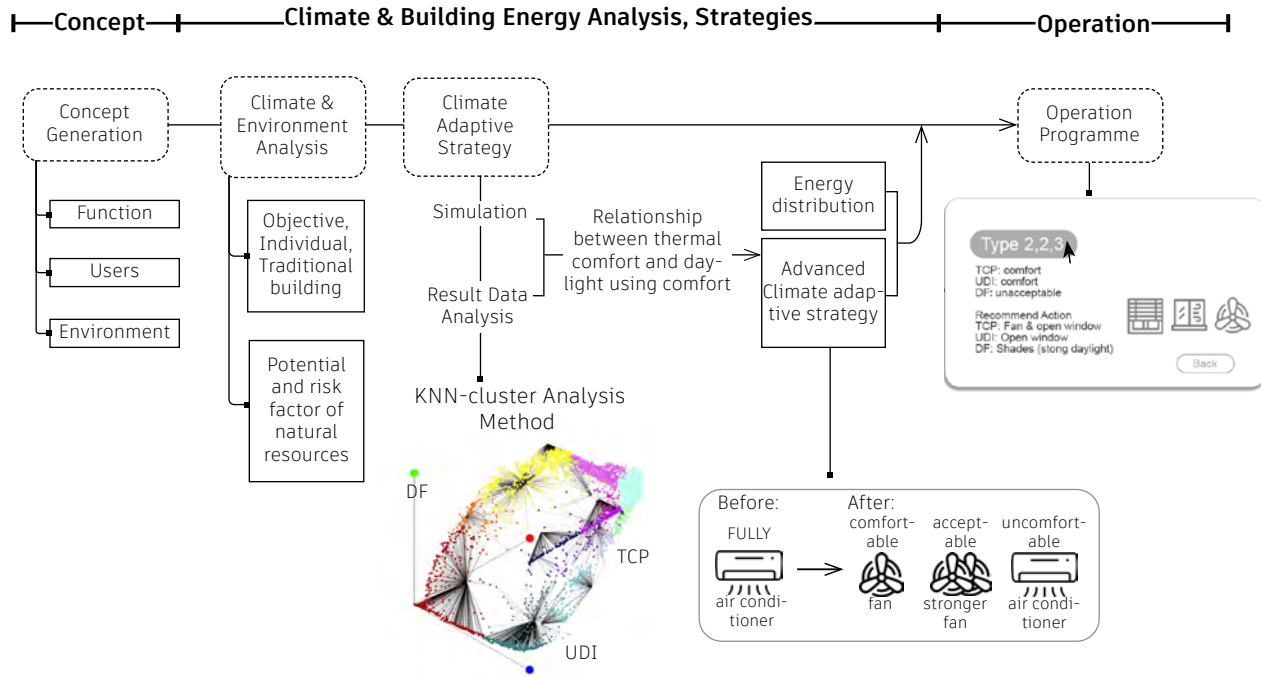 Concept
Climate & Building Energy Analysis, Strategies
Operation
Concept
Generation
Function
Users
Environment
Climate &
Environment
Analysis
Objective,
Individual,
Traditional
building
Potential
and risk
factor of
natural
resources
Climate
Adaptive
Strategy
Simulation
Result Data
Analysis
KNN-cluster Analysis
Method
DF
TCP
UDI
Relationship
between thermal
comfort and day-
light using comfort
Energy
distribution
Advanced
Climate adap-
tive strategy
Before:
FULLY
air condi-
tioner
After:
comfort-
able
fan
accept-
able
stronger
fan
uncomfort-
able
air condi-
tioner
Operation
Programme
Type 2,2,3
TCP: comfort
UDI: comfort
DF: unacceptable
Recommend Action
TCP: Fan & open window
UDI: Open window
DF: Shades (stong daylight)
Back